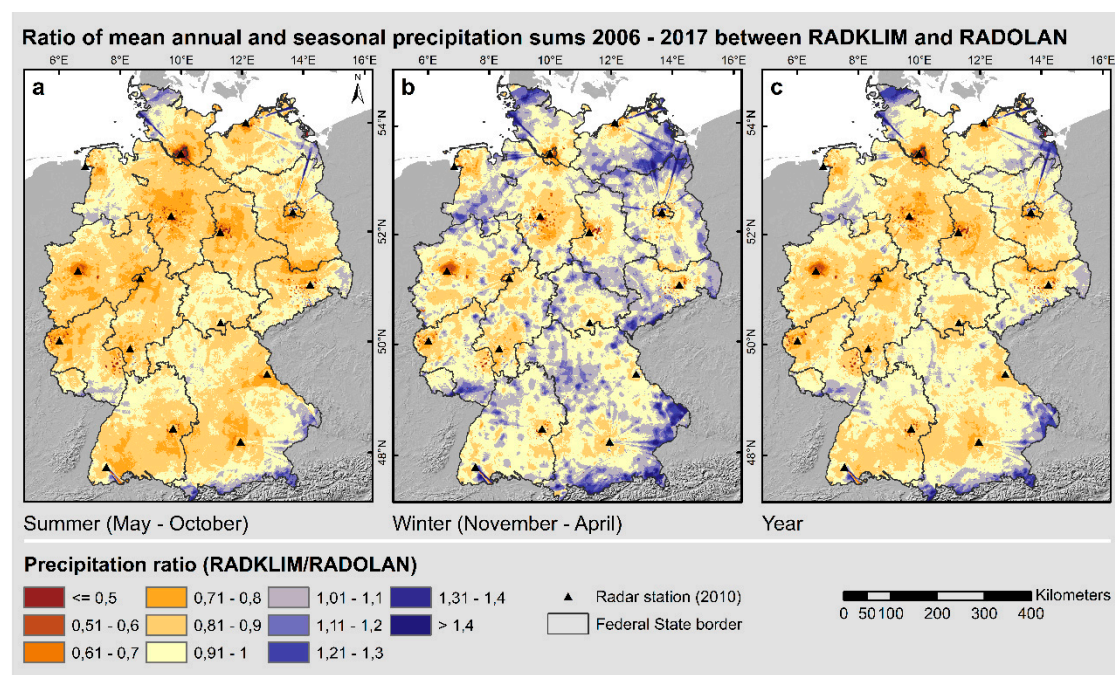 Ratio of mean annual and seasonal precipitation sums 2006 - 2017 between RADKLIM and RADOLAN
6°E 8°E 10°E 12°E 14°E 16°E 6°E 8°E 10°E 12°E 14°E 16°E 6°E 8°E 10°E 12°E 14°E 16°E
a N b c
54°N 54°N
52°N 52°N
50°N 50°N
48°N 48°N
Summer (May - October) Winter (November - April) Year
Precipitation ratio (RADKLIM/RADOLAN)
<= 0,5 0,71 - 0,8 1,01 - 1,1 1,31 - 1,4 Radar station (2010) Kilometers
0,51 - 0,6 0,81 - 0,9 1,11 - 1,2 > 1,4 Federal State border 0 50 100 200 300 400
0,61 - 0,7 0,91 - 1 1,21 - 1,3